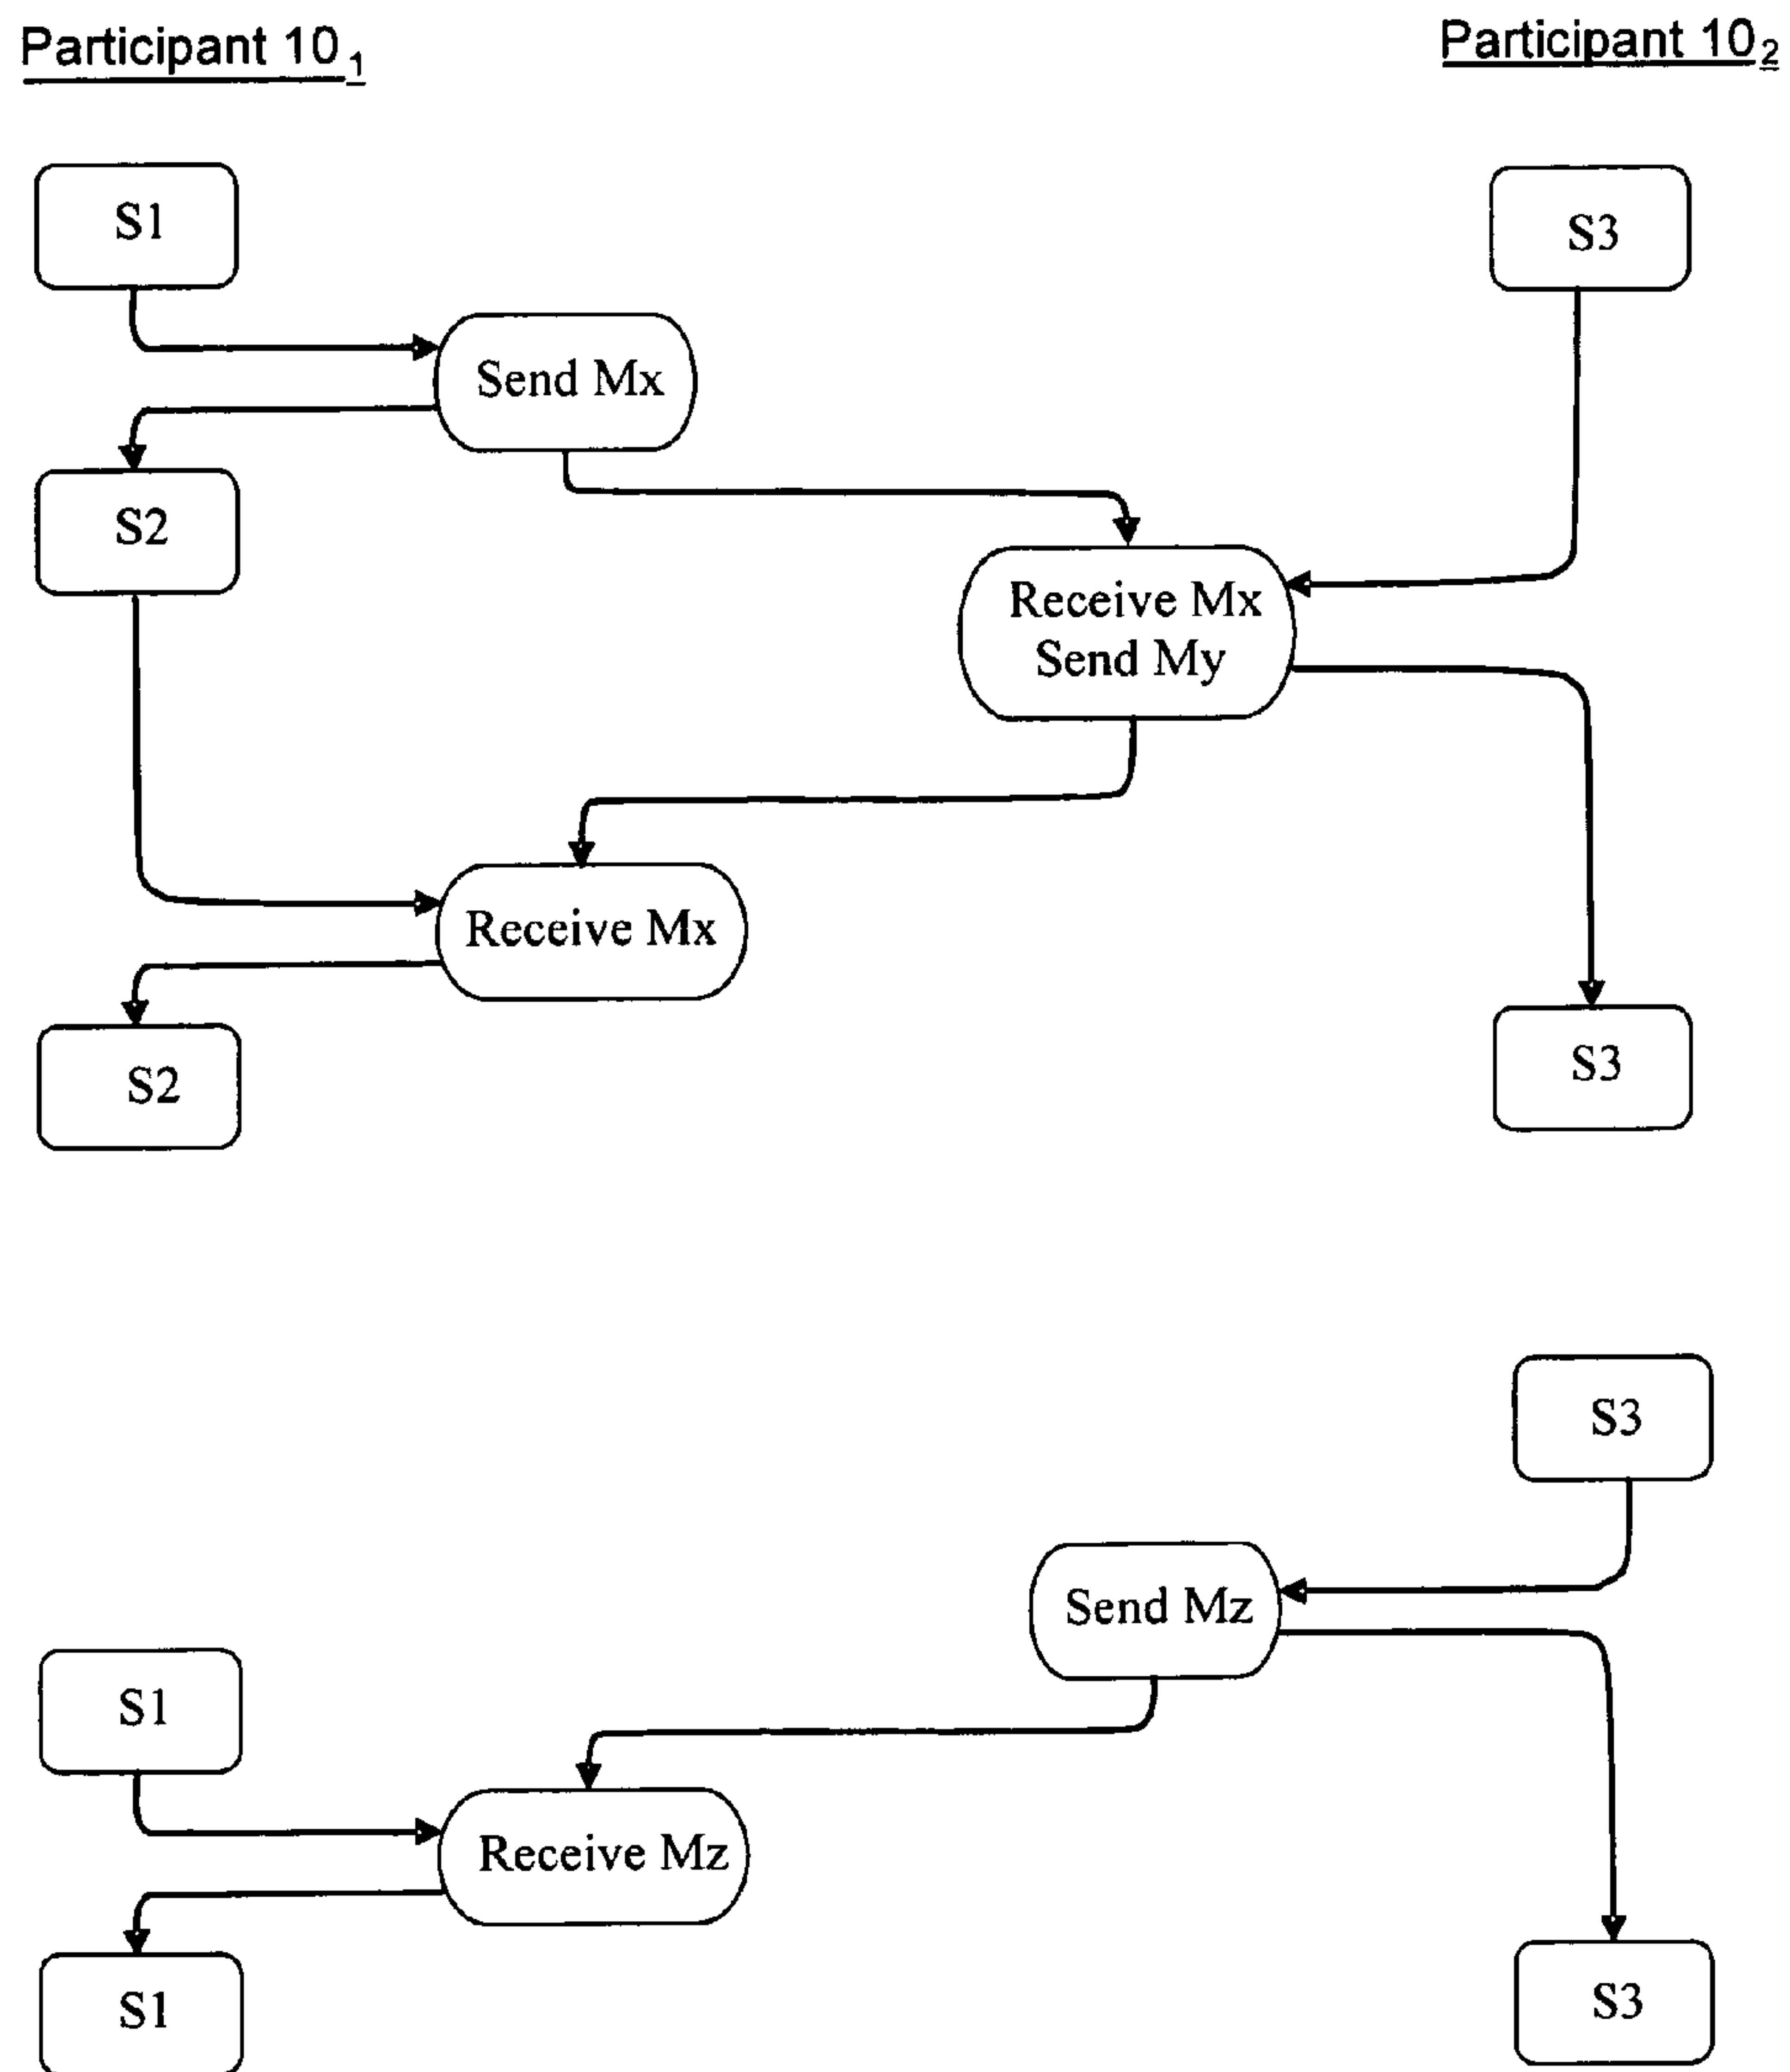 Participant 10₁
Participant 10₂
S1
S3
Send Mx
S2
Receive Mx
Send My
Receive Mx
S2
S3
S3
Send Mz
S1
Receive Mz
S1
S3